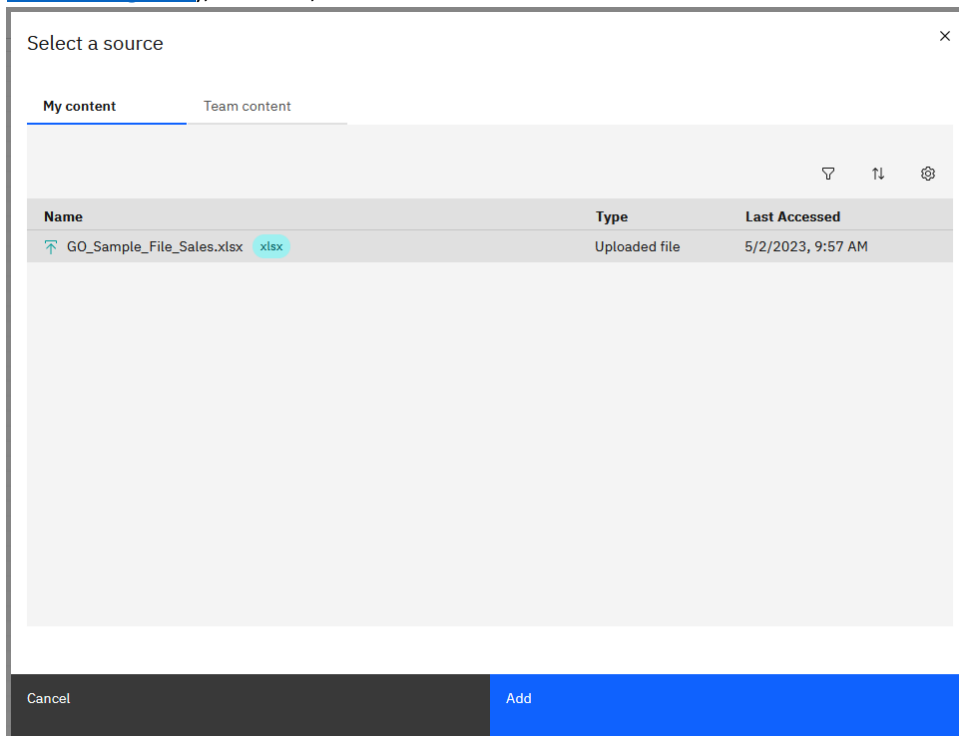 Select a source
My content Team content
Name Type Last Accessed
GO_Sample_File_Sales.xlsx xlsx Uploaded file 5/2/2023, 9:57 AM
Cancel Add